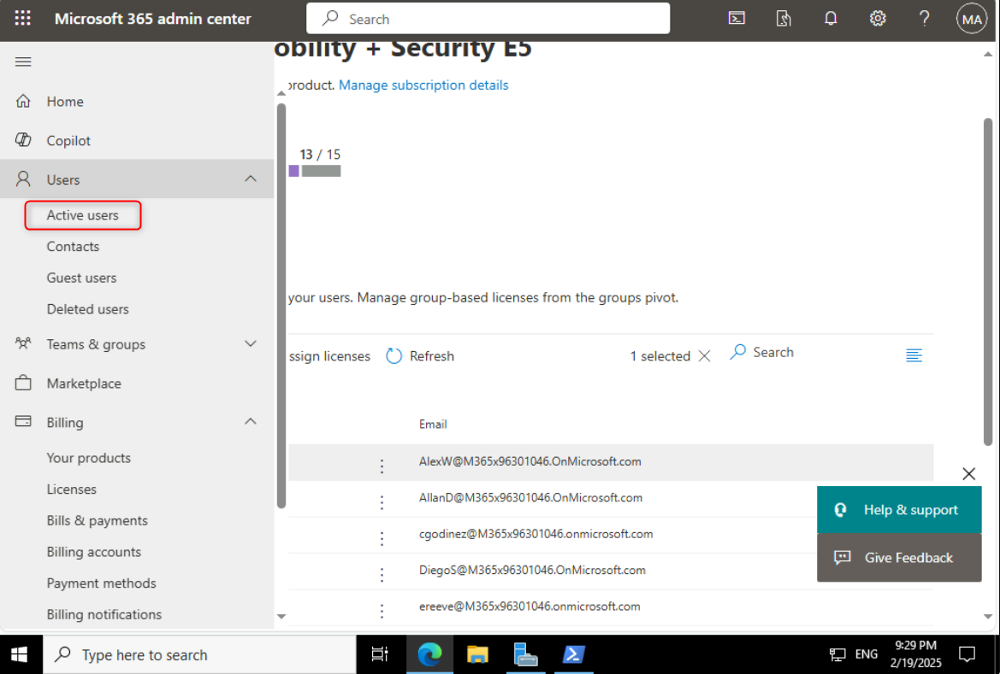 Microsoft 365 admin center
Search
MA
obility + Security E5
product. Manage subscription details
Home
Copilot
13 / 15
Users
Active users
Contacts
Guest users
your users. Manage group-based licenses from the groups pivot.
Deleted users
Teams & groups
ssign licenses
Refresh
1 selected
Search
Marketplace
Billing
Email
Your products
AlexW@M365x96301046.OnMicrosoft.com
Licenses
AllanD@M365x96301046.OnMicrosoft.com
Help & support
Bills & payments
cgodinez@M365x96301046.onmicrosoft.com
Billing accounts
Give Feedback
DiegoS@M365x96301046.OnMicrosoft.com
Payment methods
ereeve@M365x96301046.onmicrosoft.com
Billing notifications
Type here to search
ENG
9:29 PM
2/19/2025